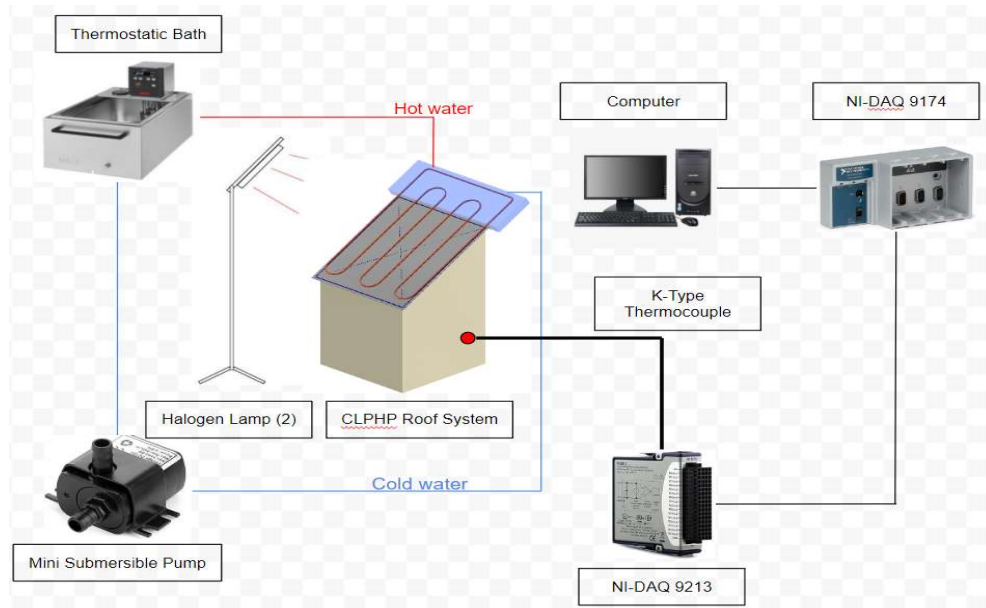 Thermostatic Bath
Hot water
Computer
NI-DAQ 9174
K-Type
Thermocouple
Halogen Lamp (2)
CLPHP Roof System
Cold water
Mini Submersible Pump
NI-DAQ 9213